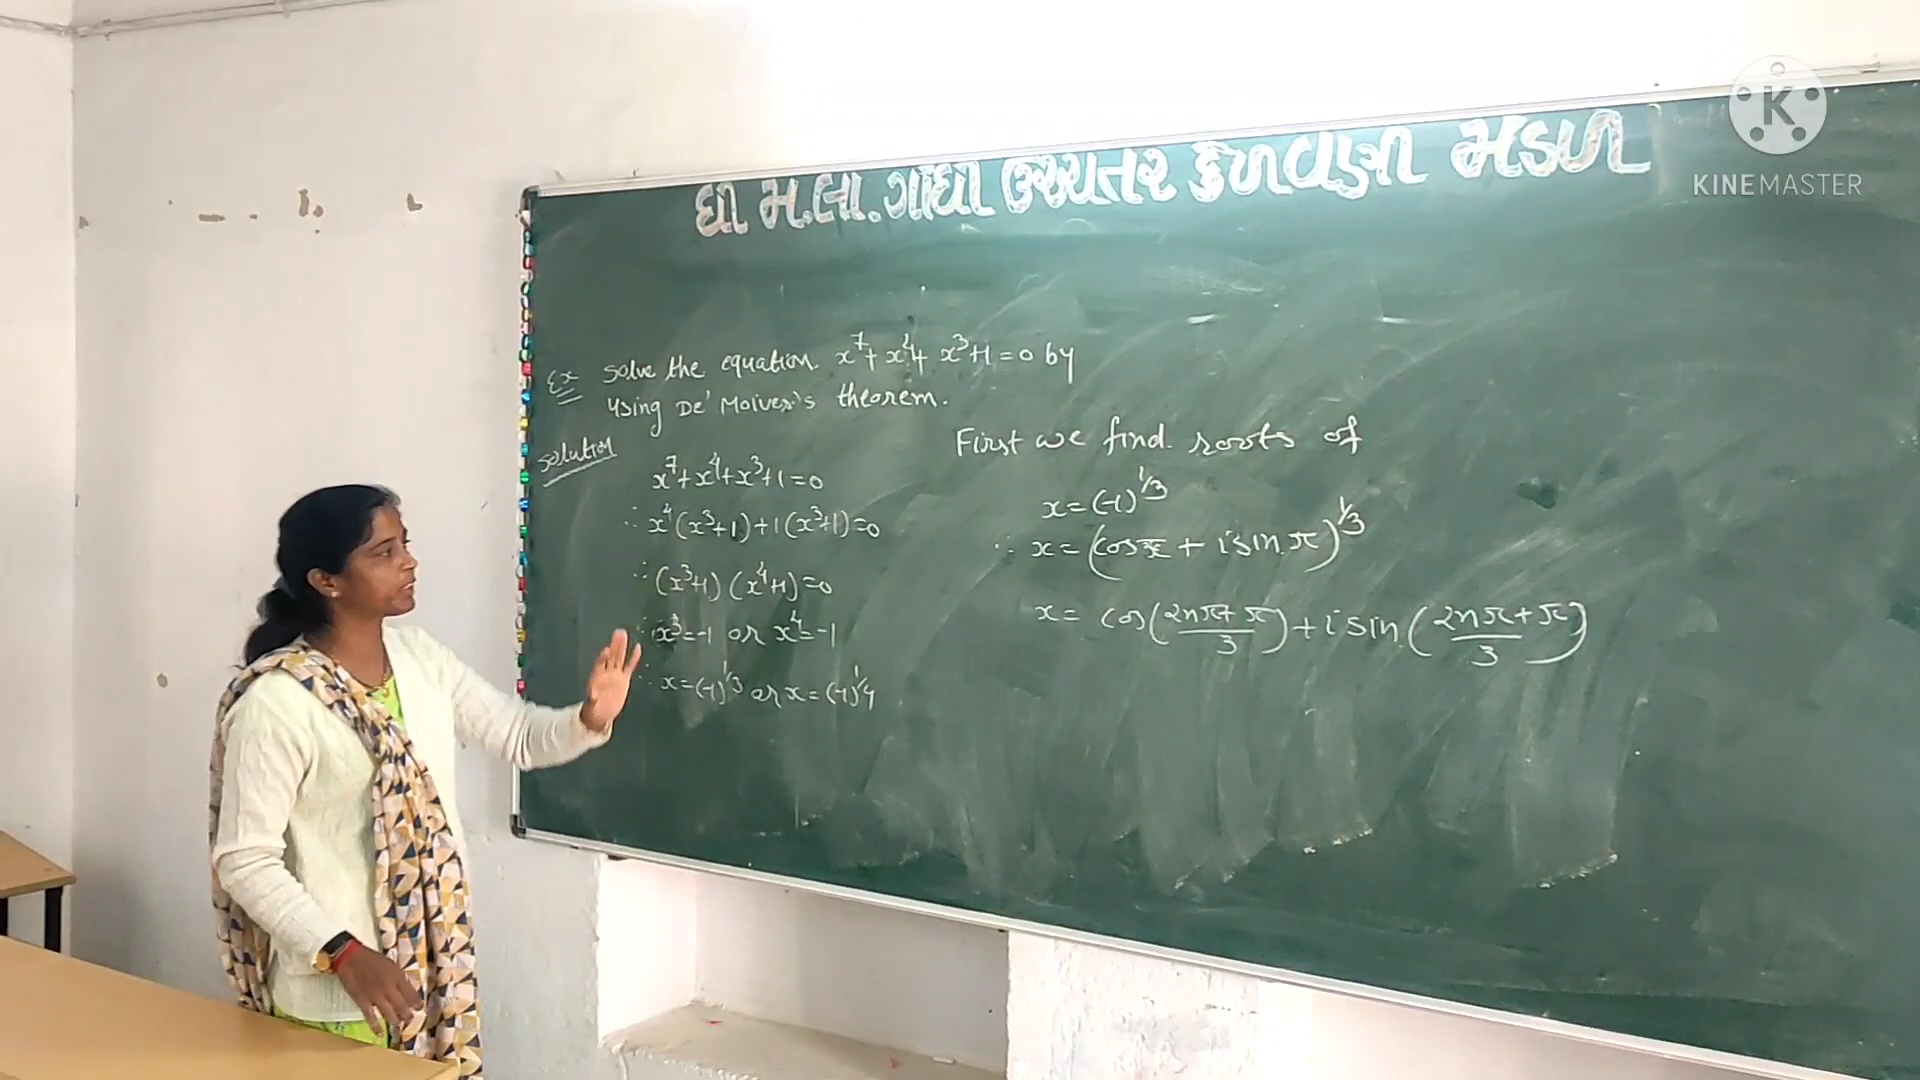 ધી મ.લા. ગાંધી ઉચ્ચતર કેળવણી મંડળ
KINEMASTER
Ex solve the equation x⁷+x⁴+x³+1=0 by
using De' Moiver's theorem.
solution
x⁷+x⁴+x³+1=0
∴ x⁴(x³+1)+1(x³+1)=0
∴ (x³+1)(x⁴+1)=0
∴ x³=-1 or x⁴=-1
∴ x=(-1)^1/3 or x=(-1)^1/4
First we find roots of
x=(-1)^1/3
∴ x=(cosπ + isinπ)^1/3
x= cos((2nπ+π)/3)+isin((2nπ+π)/3)